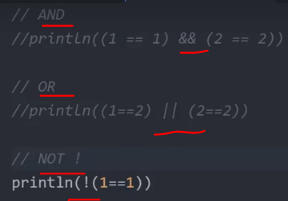 // AND
//println((1 == 1) && (2 == 2))
// OR
//println((1==2) || (2==2))
// NOT !
println(!(1==1))